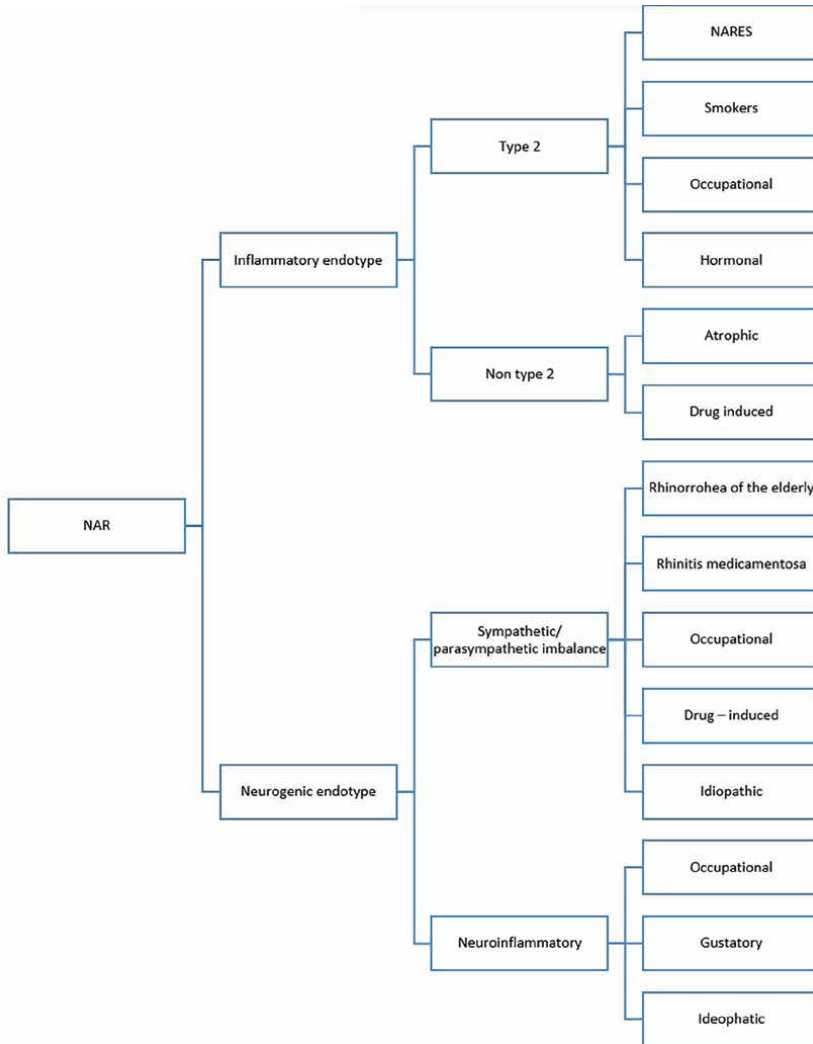 NARES
Smokers
Type 2
Occupational
Inflammatory endotype
Hormonal
Atrophic
Non type 2
Drug induced
Rhinorrohea of the elderly
NAR
Rhinitis medicamentosa
Sympathetic/
parasympathetic imbalance
Occupational
Drug – induced
Neurogenic endotype
Idiopathic
Occupational
Neuroinflammatory
Gustatory
Ideophatic